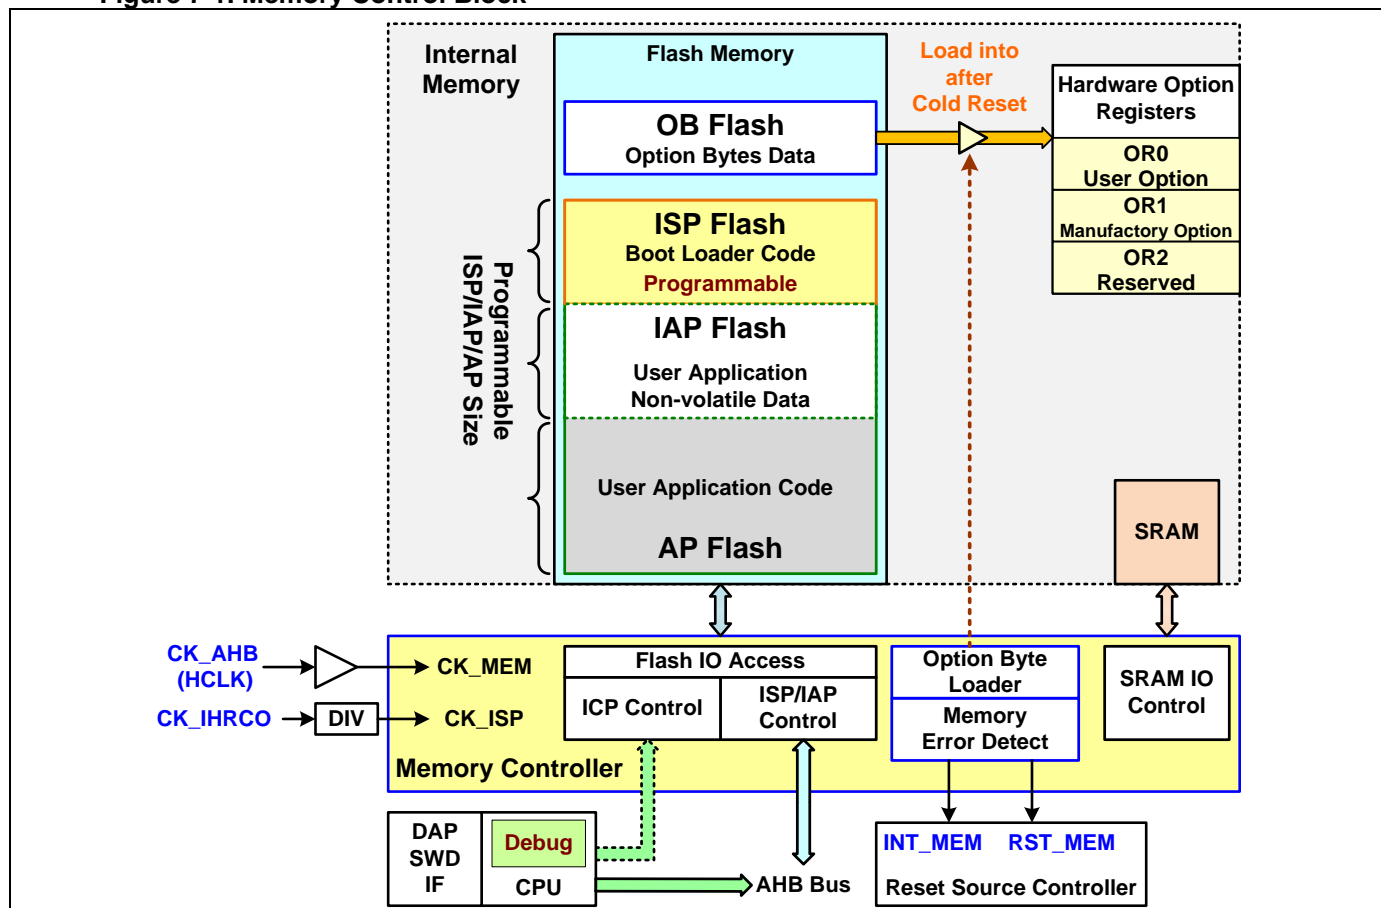 Internal
Memory
Flash Memory
Load into
after
Cold Reset
Hardware Option
Registers
OB Flash
Option Bytes Data
OR0
User Option
OR1
Manufactory Option
OR2
Reserved
Programmable
ISP/IAP/AP Size
ISP Flash
Boot Loader Code
Programmable
IAP Flash
User Application
Non-volatile Data
User Application Code
AP Flash
SRAM
CK_AHB
(HCLK)
CK_MEM
CK_IHRCO
DIV
CK_ISP
Flash IO Access
ICP Control
ISP/IAP
Control
Option Byte
Loader
Memory
Error Detect
SRAM IO
Control
Memory Controller
DAP
SWD
IF
Debug
CPU
AHB Bus
INT_MEM
RST_MEM
Reset Source Controller